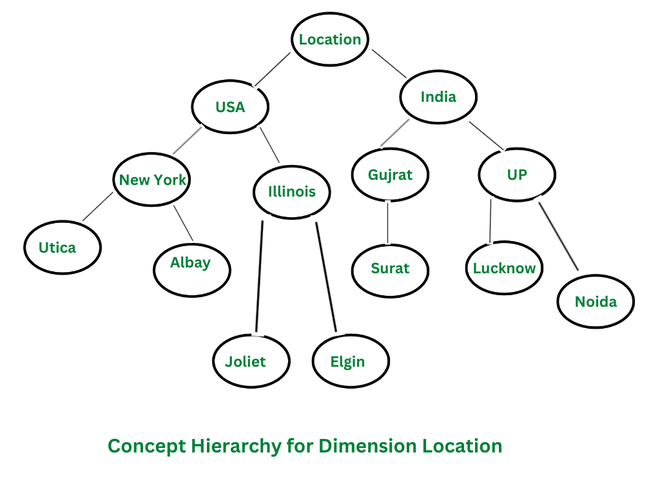 Location
USA
India
New York
Illinois
Gujrat
UP
Utica
Albay
Surat
Lucknow
Noida
Joliet
Elgin
Concept Hierarchy for Dimension Location